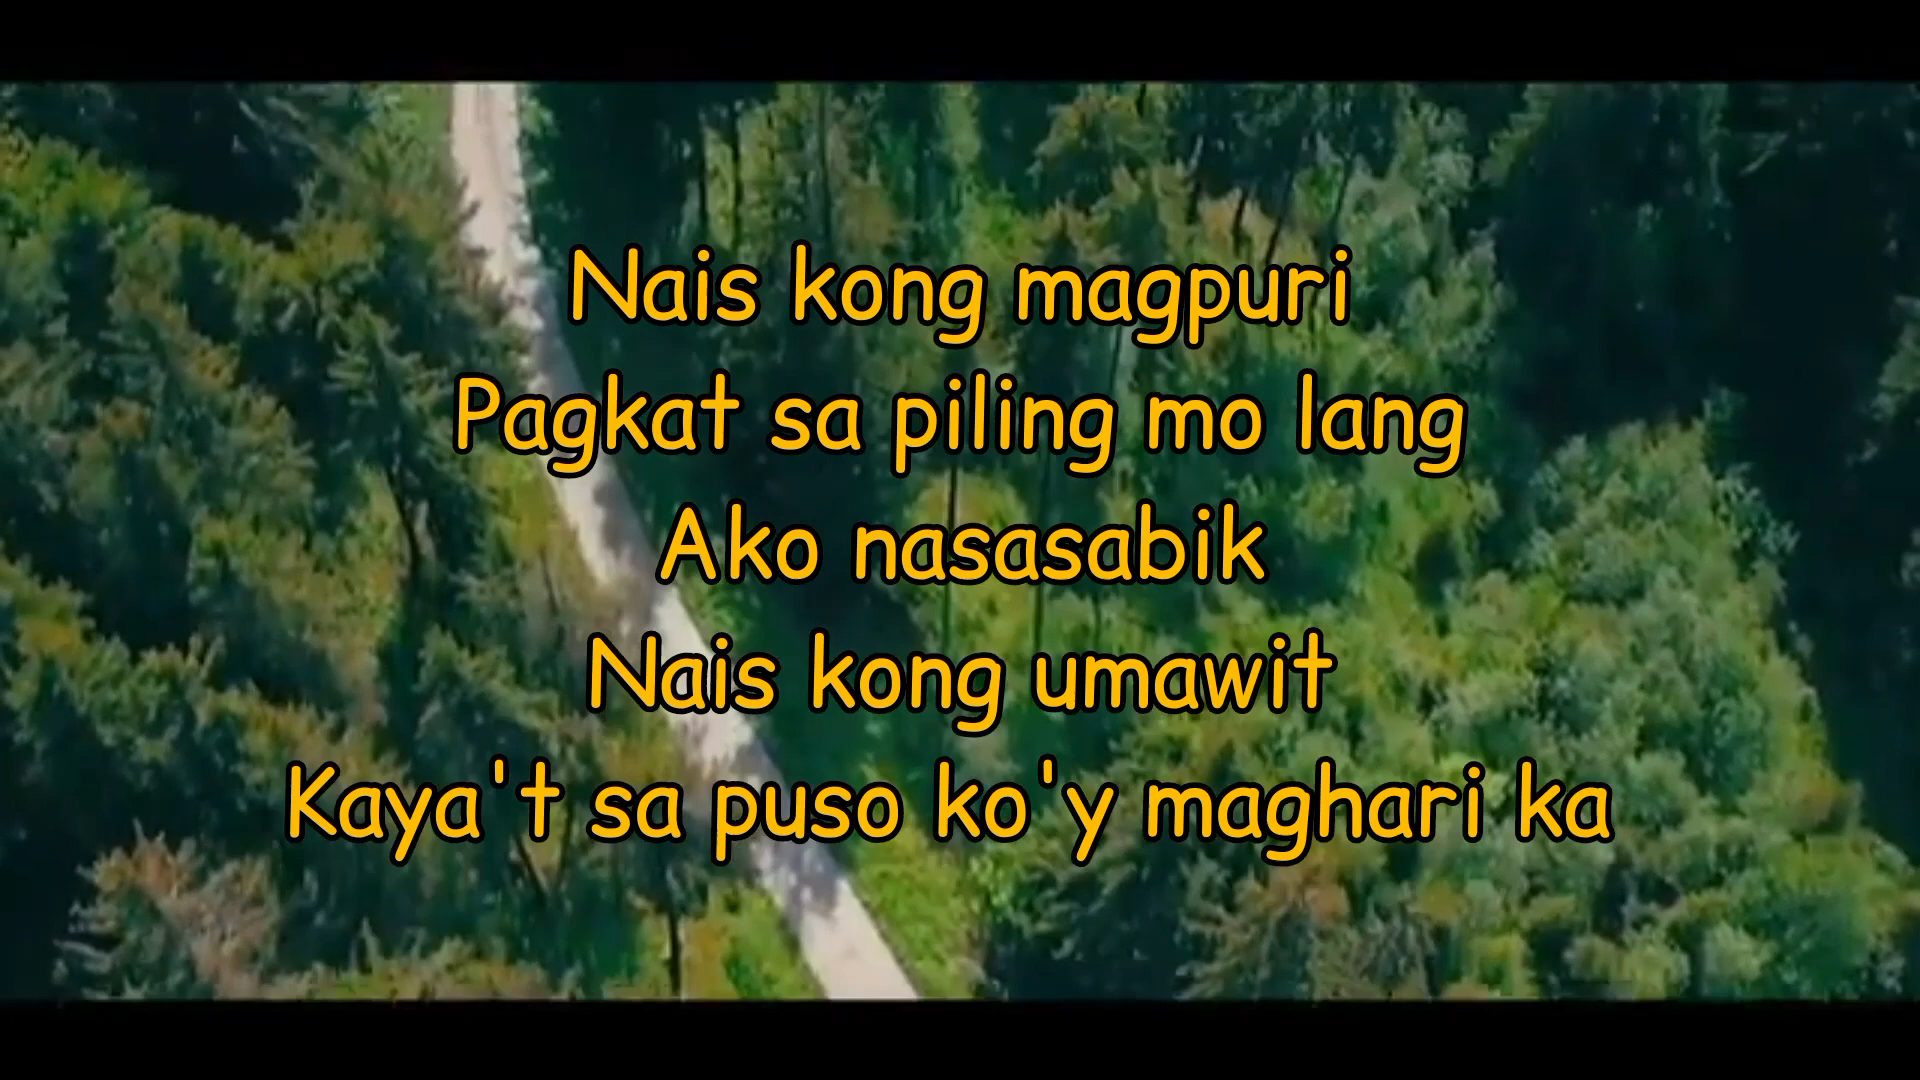 Nais kong magpuri
Pagkat sa piling mo lang
Ako nasasabik
Nais kong umawit
Kaya't sa puso ko'y maghari ka